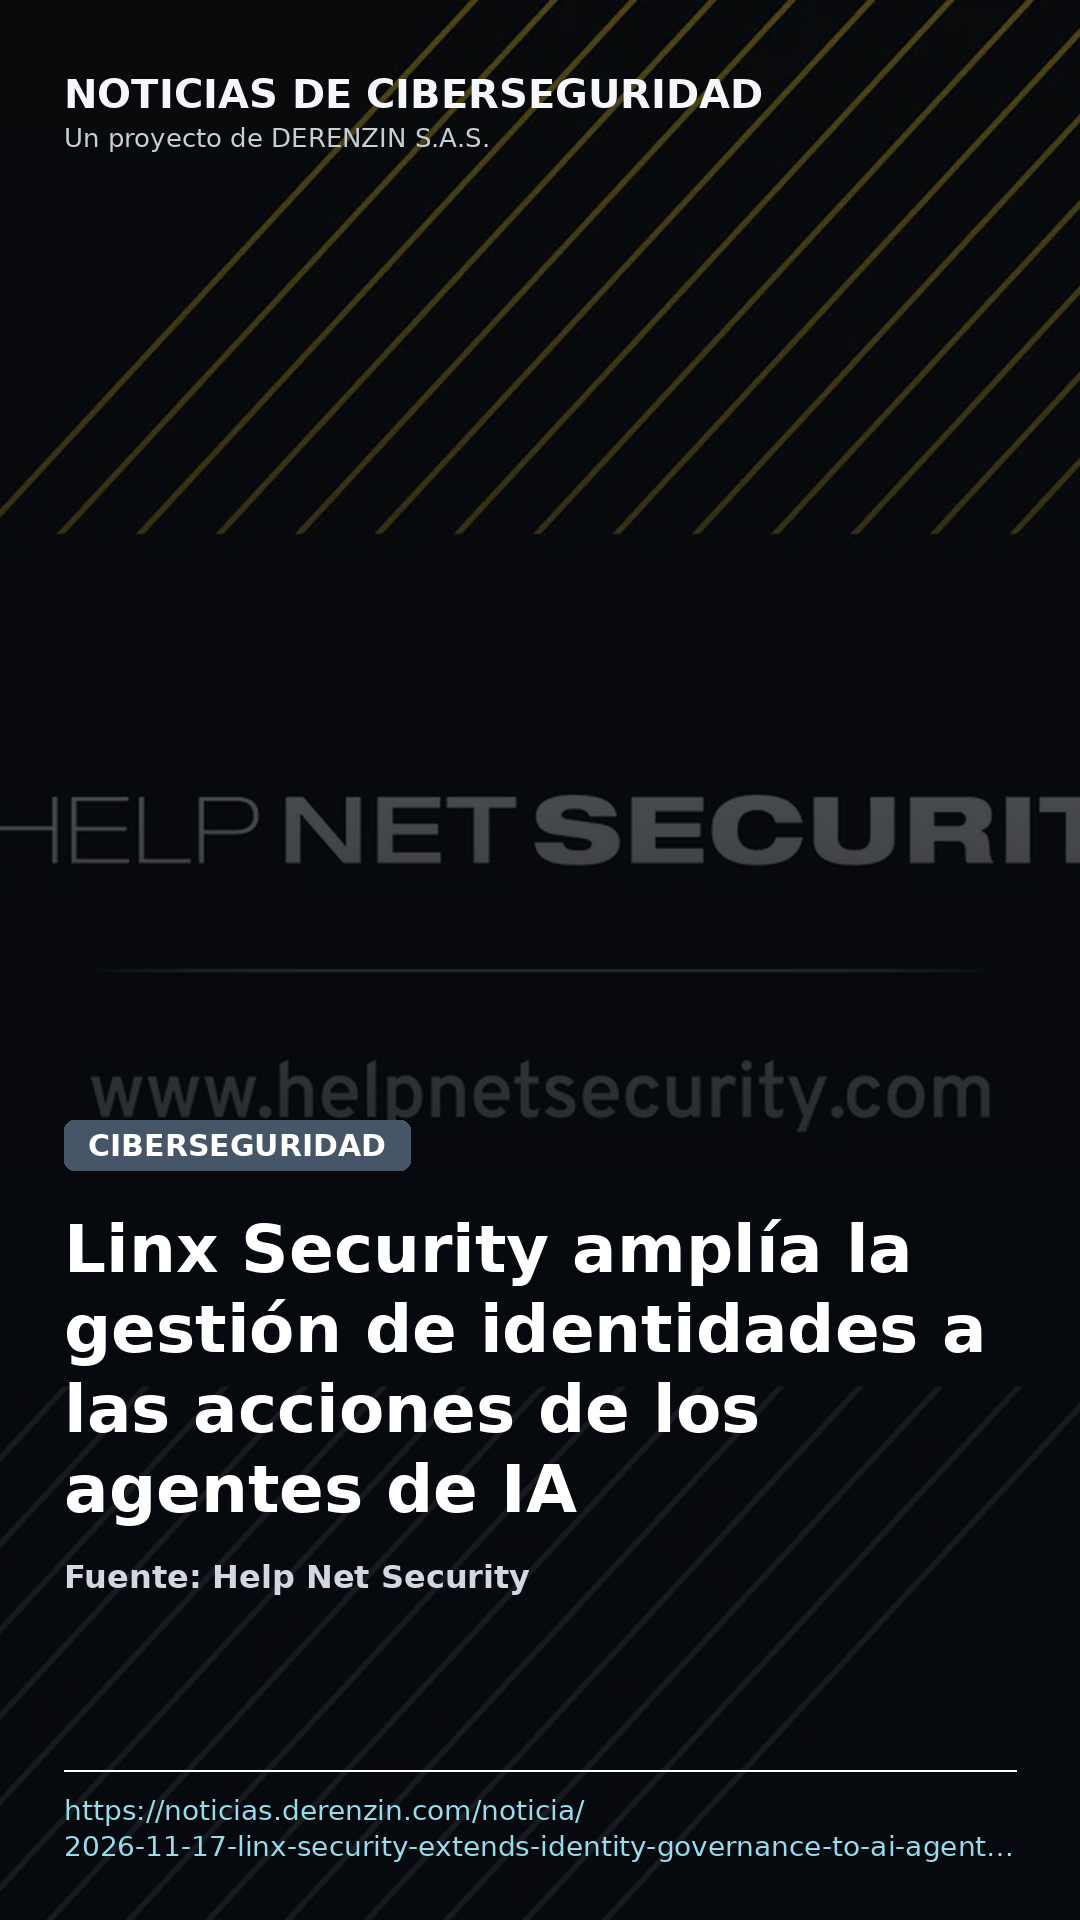 NOTICIAS DE CIBERSEGURIDAD
Un proyecto de DERENZIN S.A.S.
HELP NET SECURIT
www.helpnetsecurity.com
CIBERSEGURIDAD
Linx Security amplía la
gestión de identidades a
las acciones de los
agentes de IA
Fuente: Help Net Security
https://noticias.derenzin.com/noticia/
2026-11-17-linx-security-extends-identity-governance-to-ai-agent…